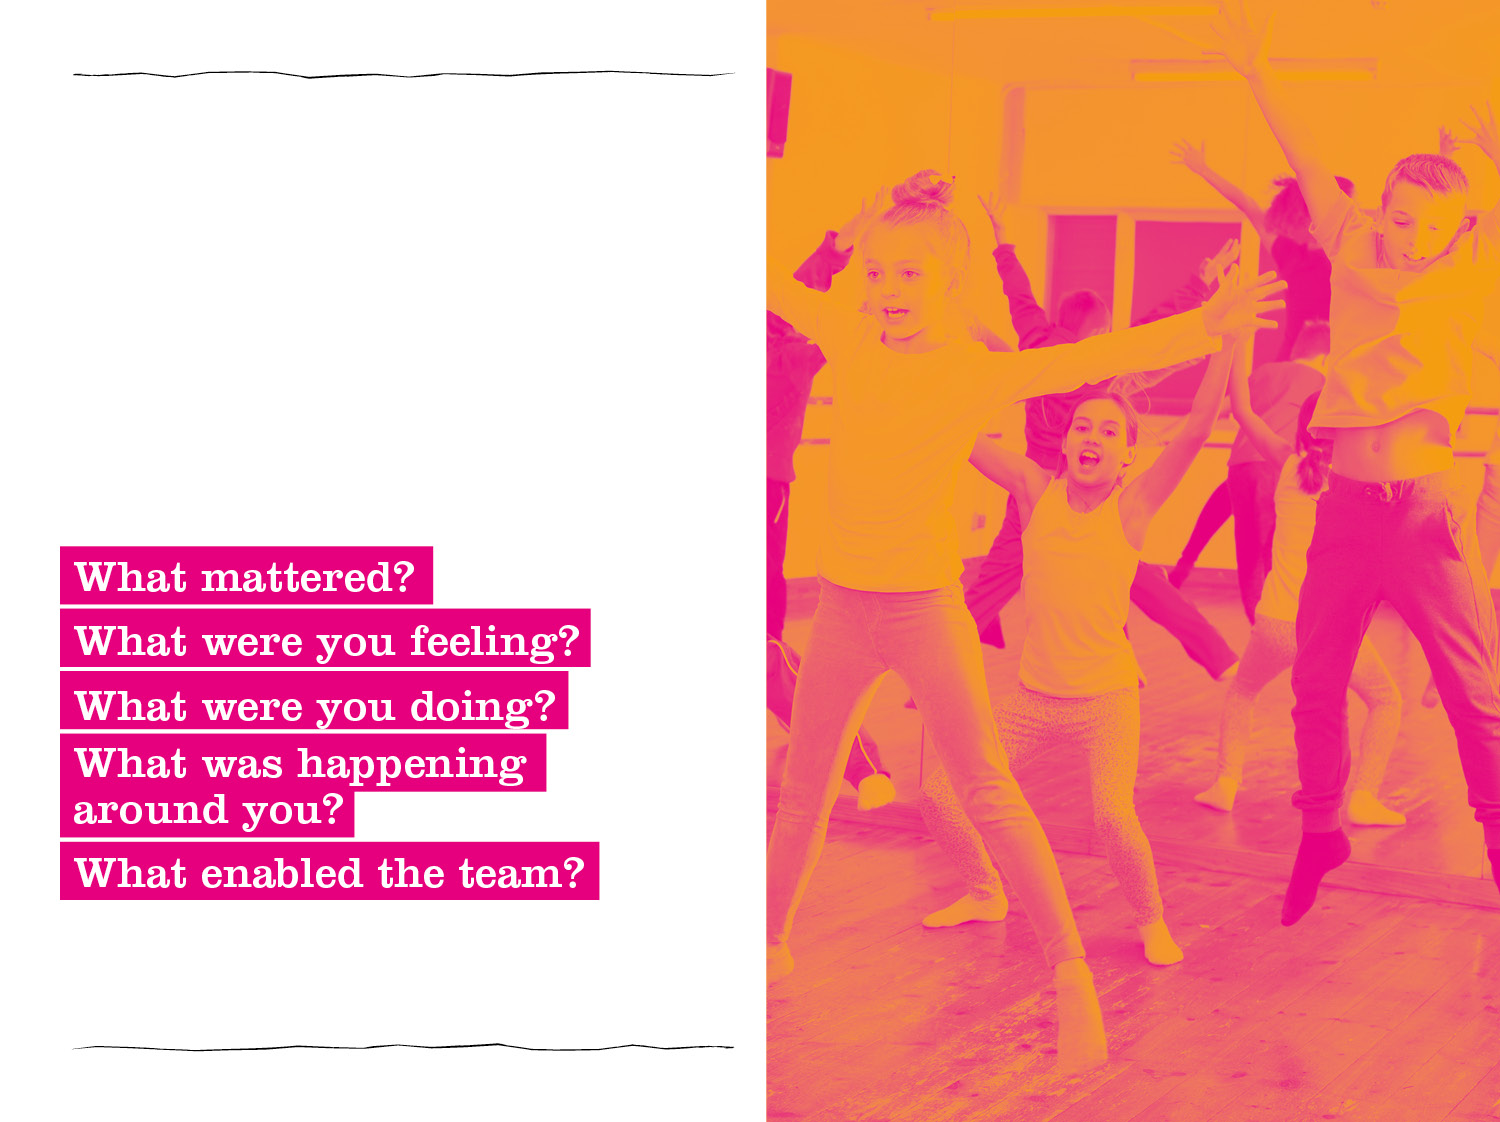 What mattered?
What were you feeling?
What were you doing?
What was happening
around you?
What enabled the team?